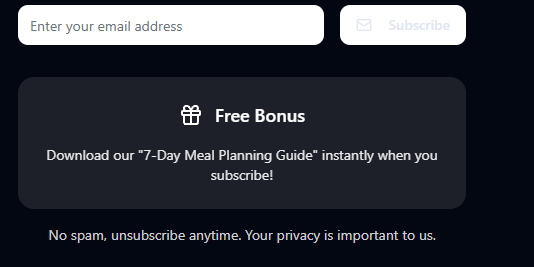 Enter your email address
Subscribe
Free Bonus
Download our "7-Day Meal Planning Guide" instantly when you
subscribe!
No spam, unsubscribe anytime. Your privacy is important to us.